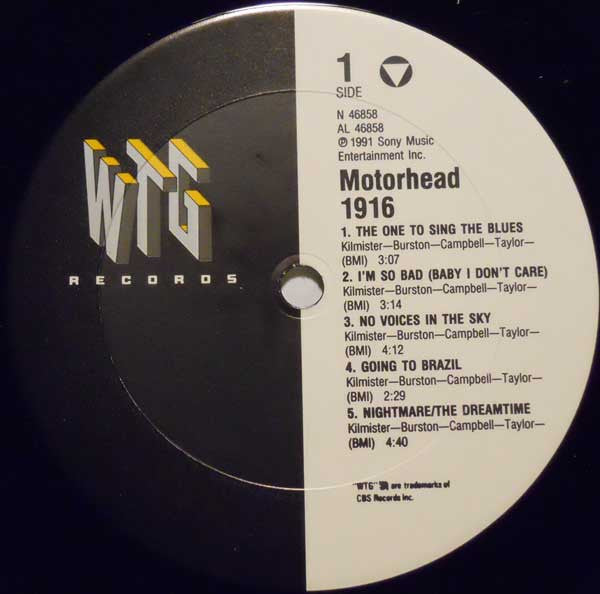 WTG
RECORDS
1
SIDE
N 46858
AL 46858
℗ 1991 Sony Music
Entertainment Inc.
Motorhead
1916
1. THE ONE TO SING THE BLUES
Kilmister—Burston—Campbell—Taylor—
(BMI) 3:07
2. I'M SO BAD (BABY I DON'T CARE)
Kilmister—Burston—Campbell—Taylor—
(BMI) 3:14
3. NO VOICES IN THE SKY
Kilmister—Burston—Campbell—Taylor—
(BMI) 4:12
4. GOING TO BRAZIL
Kilmister—Burston—Campbell—Taylor—
(BMI) 2:29
5. NIGHTMARE/THE DREAMTIME
Kilmister—Burston—Campbell—Taylor—
(BMI) 4:40
"WTG" are trademarks of
CBS Records Inc.